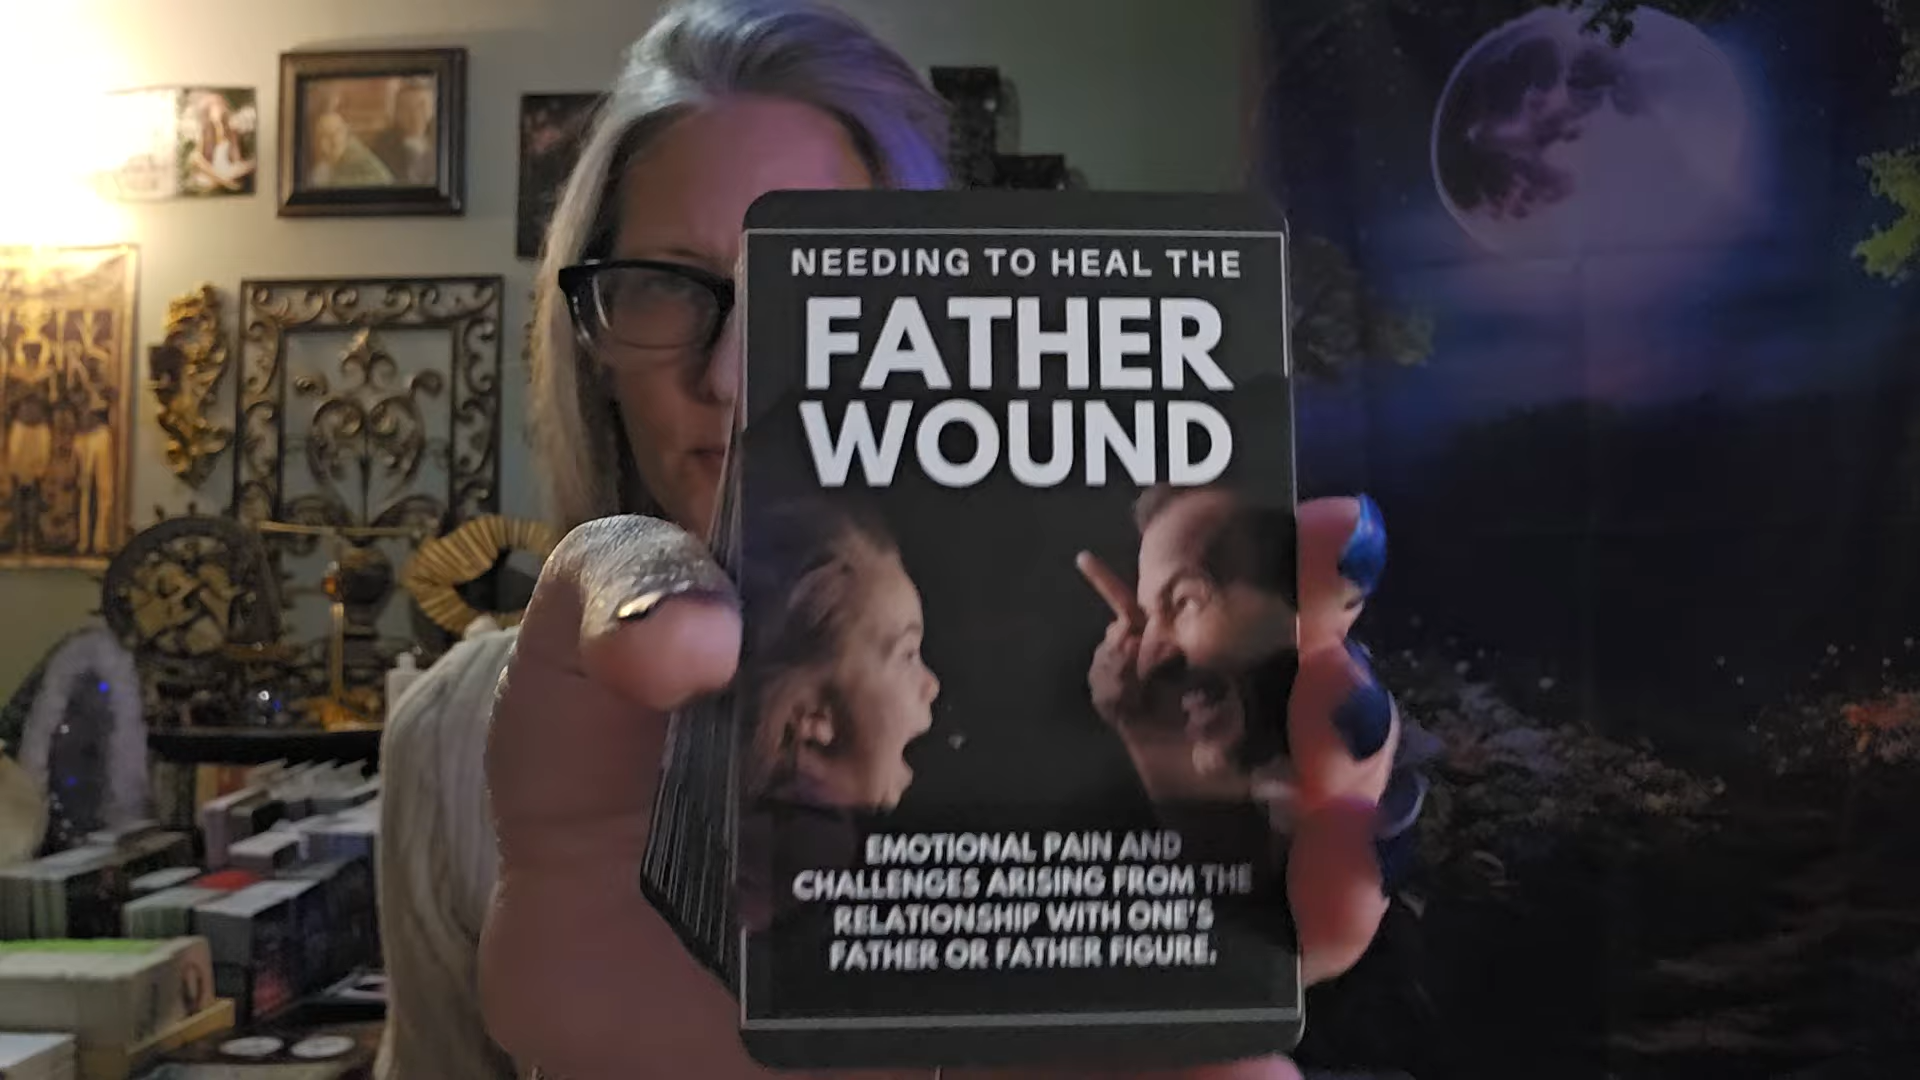 NEEDING TO HEAL THE
FATHER
WOUND
EMOTIONAL PAIN AND
CHALLENGES ARISING FROM THE
RELATIONSHIP WITH ONE'S
FATHER OR FATHER FIGURE.